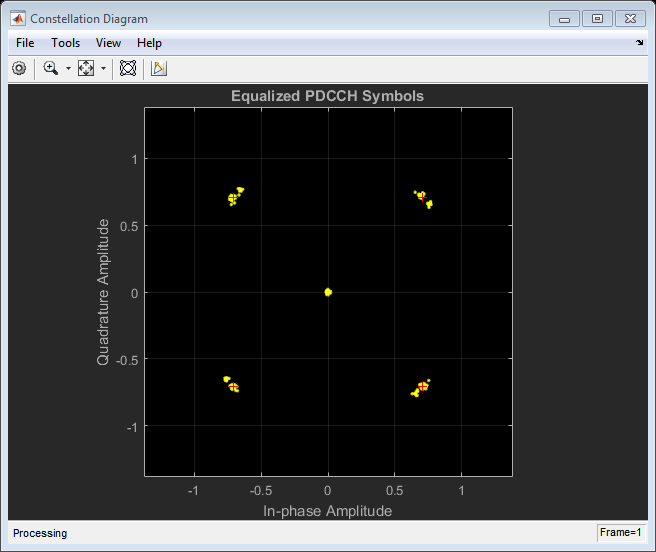 Constellation Diagram
File Tools View Help
Equalized PDCCH Symbols
1
0.5
0
-0.5
-1
Quadrature Amplitude
-1 -0.5 0 0.5 1
In-phase Amplitude
Processing Frame=1